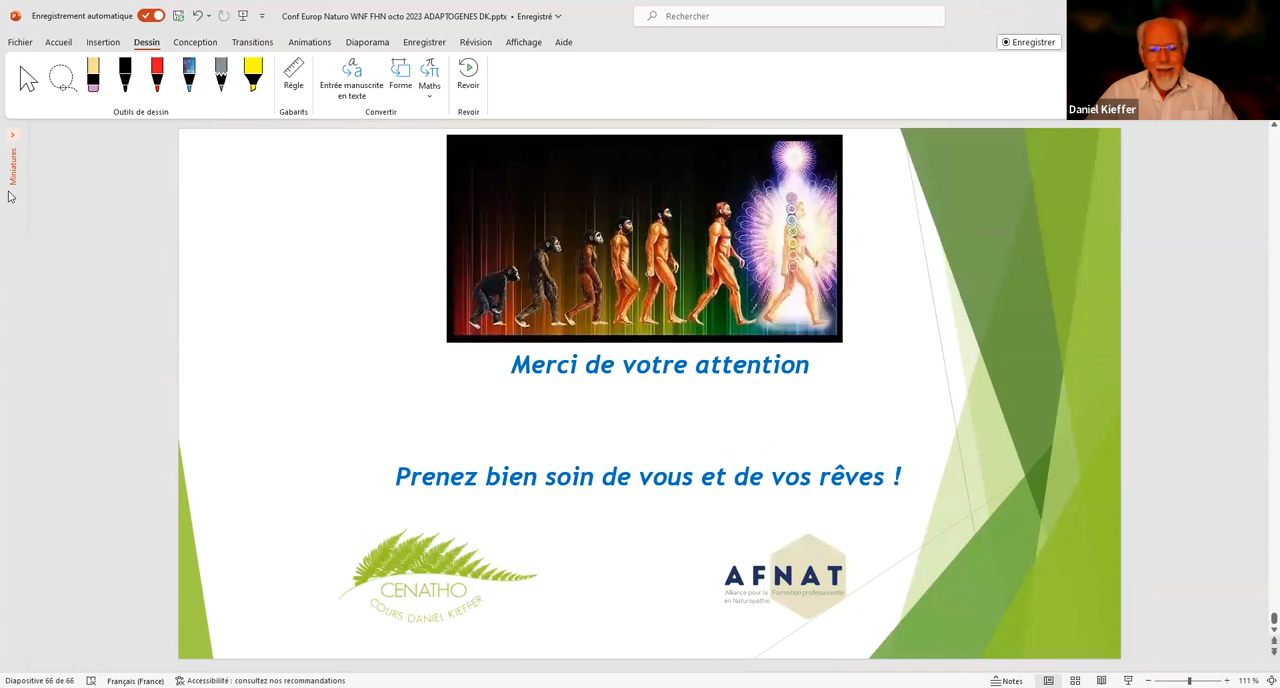 Enregistrement automatique
Conf Europ Naturo WNF FHN octo 2023 ADAPTOGENES DK.pptx • Enregistré
Rechercher
Fichier Accueil Insertion Dessin Conception Transitions Animations Diaporama Enregistrer Révision Affichage Aide
Enregistrer
Règle
Entrée manuscrite
en texte
Forme
Maths
Revoir
Outils de dessin
Gabarits
Convertir
Revoir
Daniel Kieffer
Miniatures
Merci de votre attention
Prenez bien soin de vous et de vos rêves !
CENATHO
COURS DANIEL KIEFFER
AFNAT
Alliance pour la Formation professionnelle
en Naturopathie
Diapositive 66 de 66
Français (France)
Accessibilité : consultez nos recommandations
Notes
111 %